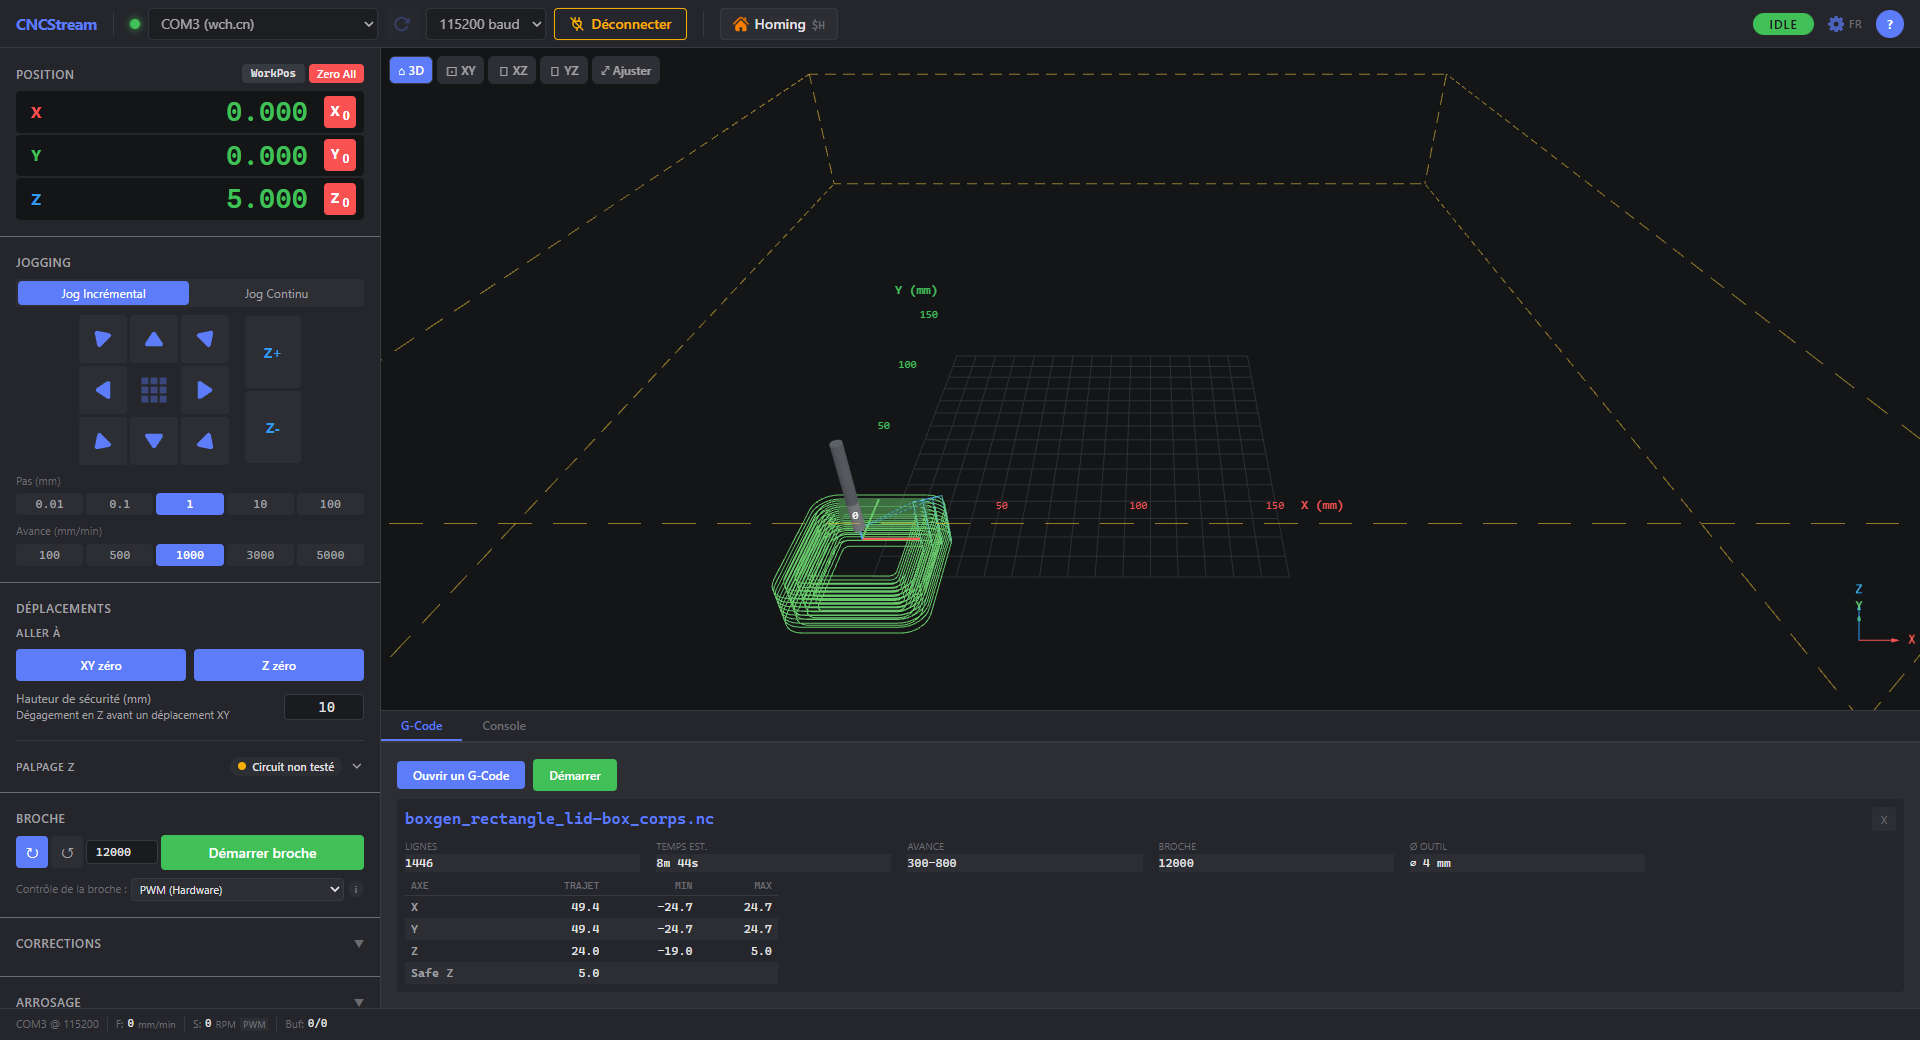 CNCStream
COM3 (wch.cn)
115200 baud
Déconnecter
Homing $H
IDLE
FR
?
POSITION
WorkPos
Zero All
X 0.000 X0
Y 0.000 Y0
Z 5.000 Z0
JOGGING
Jog Incrémental
Jog Continu
Z+
Z-
Pas (mm)
0.01 0.1 1 10 100
Avance (mm/min)
100 500 1000 3000 5000
DÉPLACEMENTS
ALLER À
XY zéro
Z zéro
Hauteur de sécurité (mm)
Dégagement en Z avant un déplacement XY
10
PALPAGE Z
Circuit non testé
BROCHE
12000
Démarrer broche
Contrôle de la broche :
PWM (Hardware)
i
CORRECTIONS
ARROSAGE
3D
XY
XZ
YZ
Ajuster
Y (mm)
150
100
50
0
50
100
150
X (mm)
Z
Y
X
G-Code
Console
Ouvrir un G-Code
Démarrer
boxgen_rectangle_lid-box_corps.nc
X
LIGNES TEMPS EST. AVANCE BROCHE Ø OUTIL
1446 8m 44s 300-800 12000 ⌀ 4 mm
AXE TRAJET MIN MAX
X 49.4 -24.7 24.7
Y 49.4 -24.7 24.7
Z 24.0 -19.0 5.0
Safe Z 5.0
COM3 @ 115200
F: 0 mm/min
S: 0 RPM PWM
Buf: 0/0